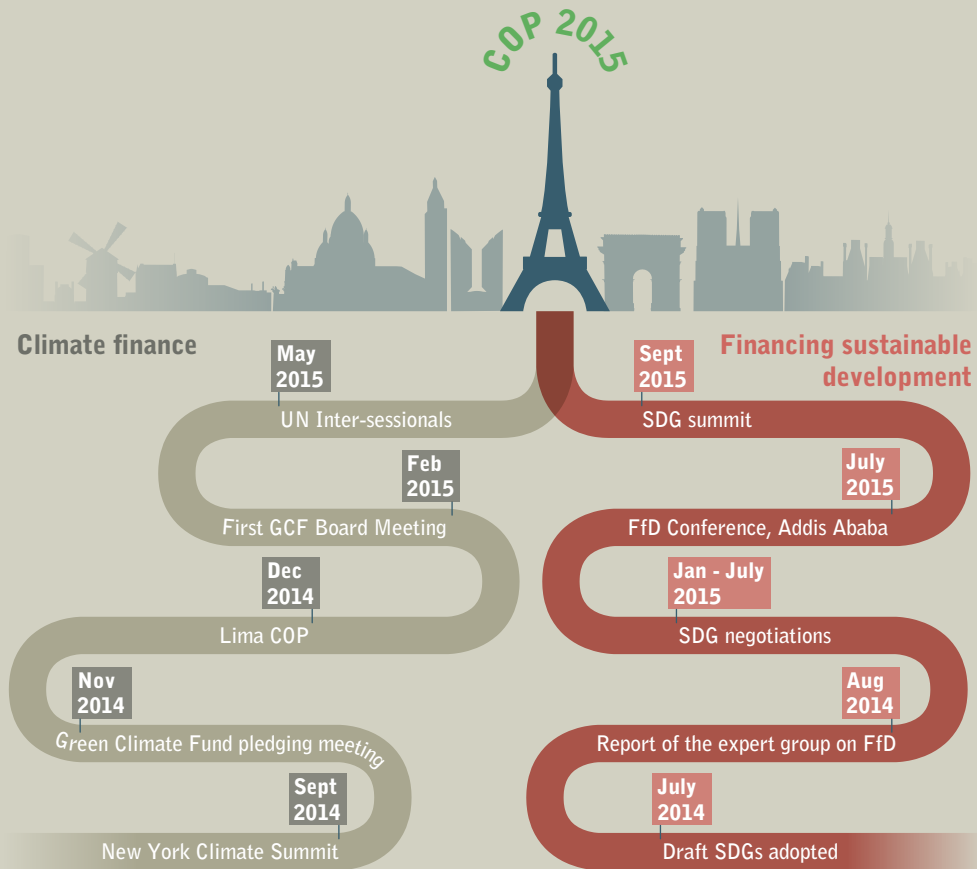 COP 2015
Climate finance
Financing sustainable
development
May
2015
UN Inter-sessionals
Feb
2015
First GCF Board Meeting
Dec
2014
Lima COP
Nov
2014
Green Climate Fund pledging meeting
Sept
2014
New York Climate Summit
Sept
2015
SDG summit
July
2015
FfD Conference, Addis Ababa
Jan - July
2015
SDG negotiations
Aug
2014
Report of the expert group on FfD
July
2014
Draft SDGs adopted